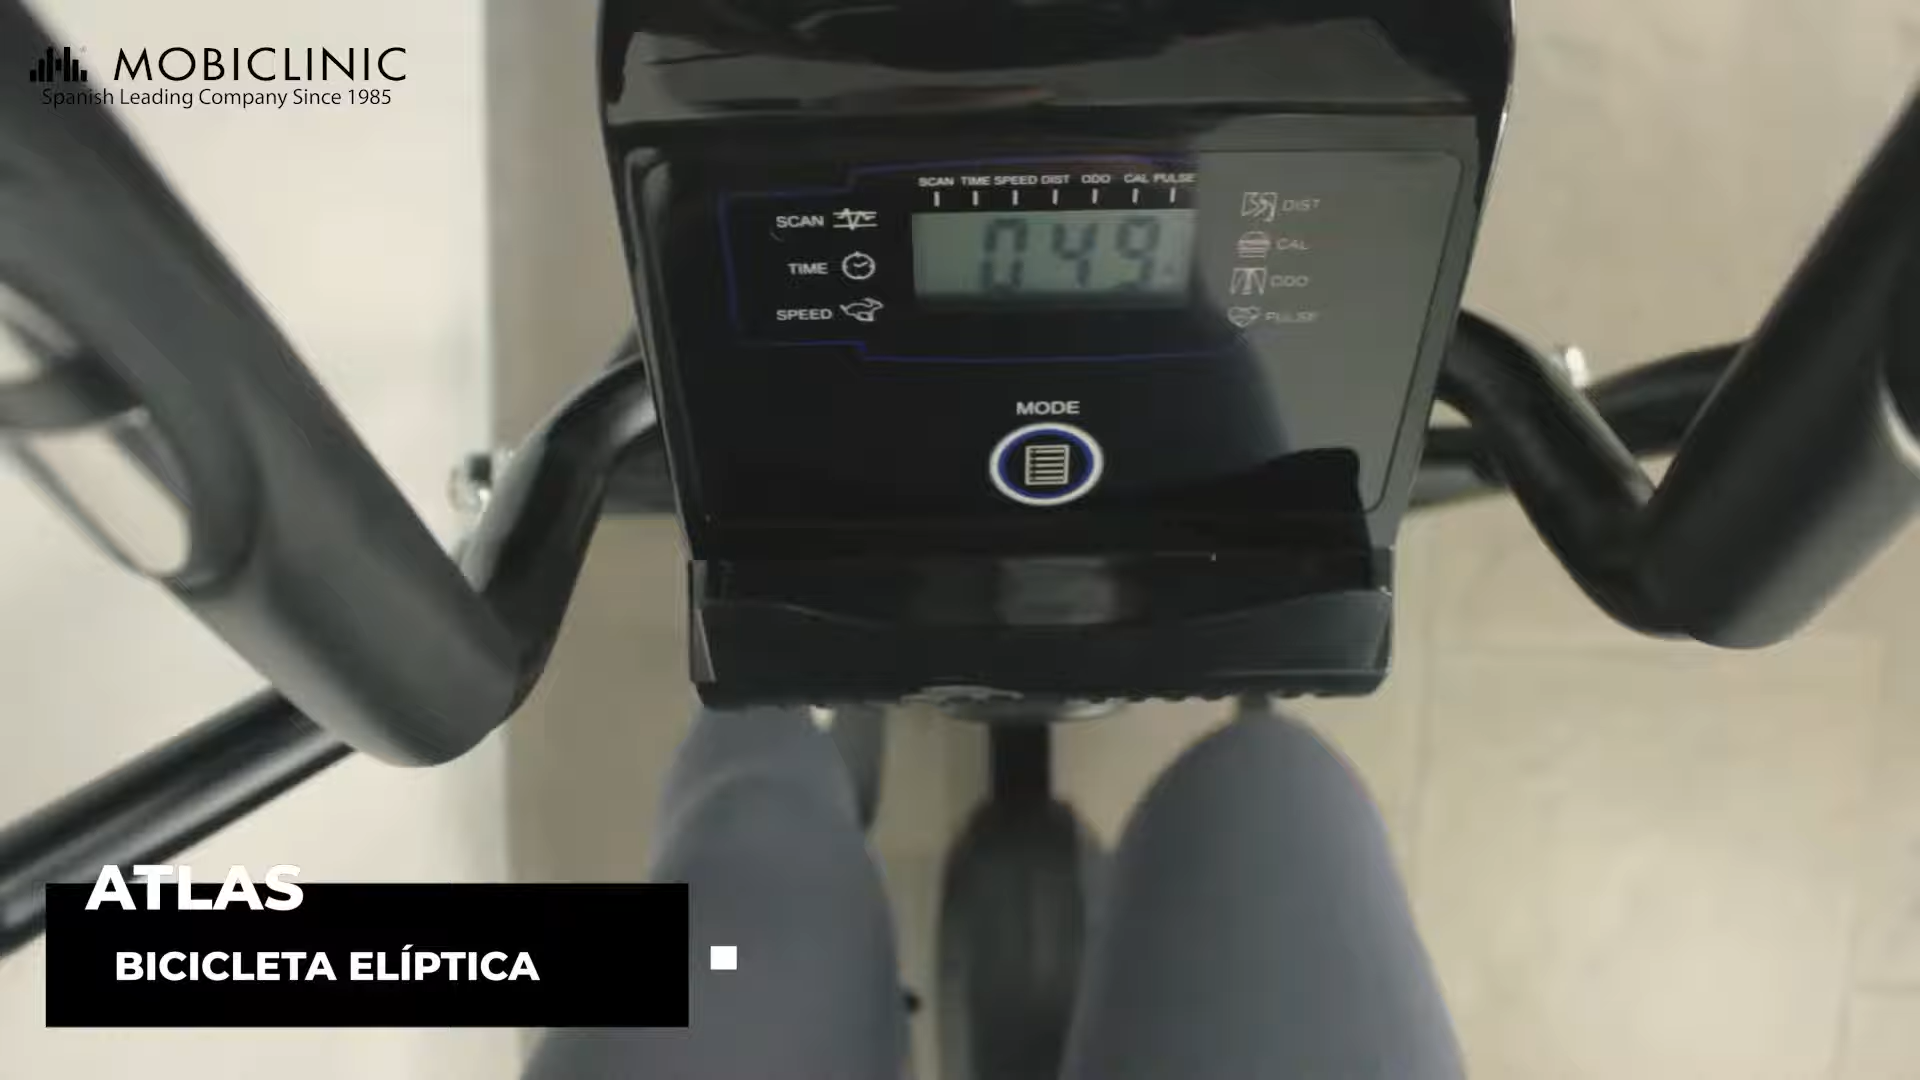 MOBICLINIC
Spanish Leading Company Since 1985
SCAN TIME SPEED DIST ODO CAL PULSE
SCAN
TIME
SPEED
049
DIST
CAL
ODO
PULSE
MODE
ATLAS
BICICLETA ELÍPTICA